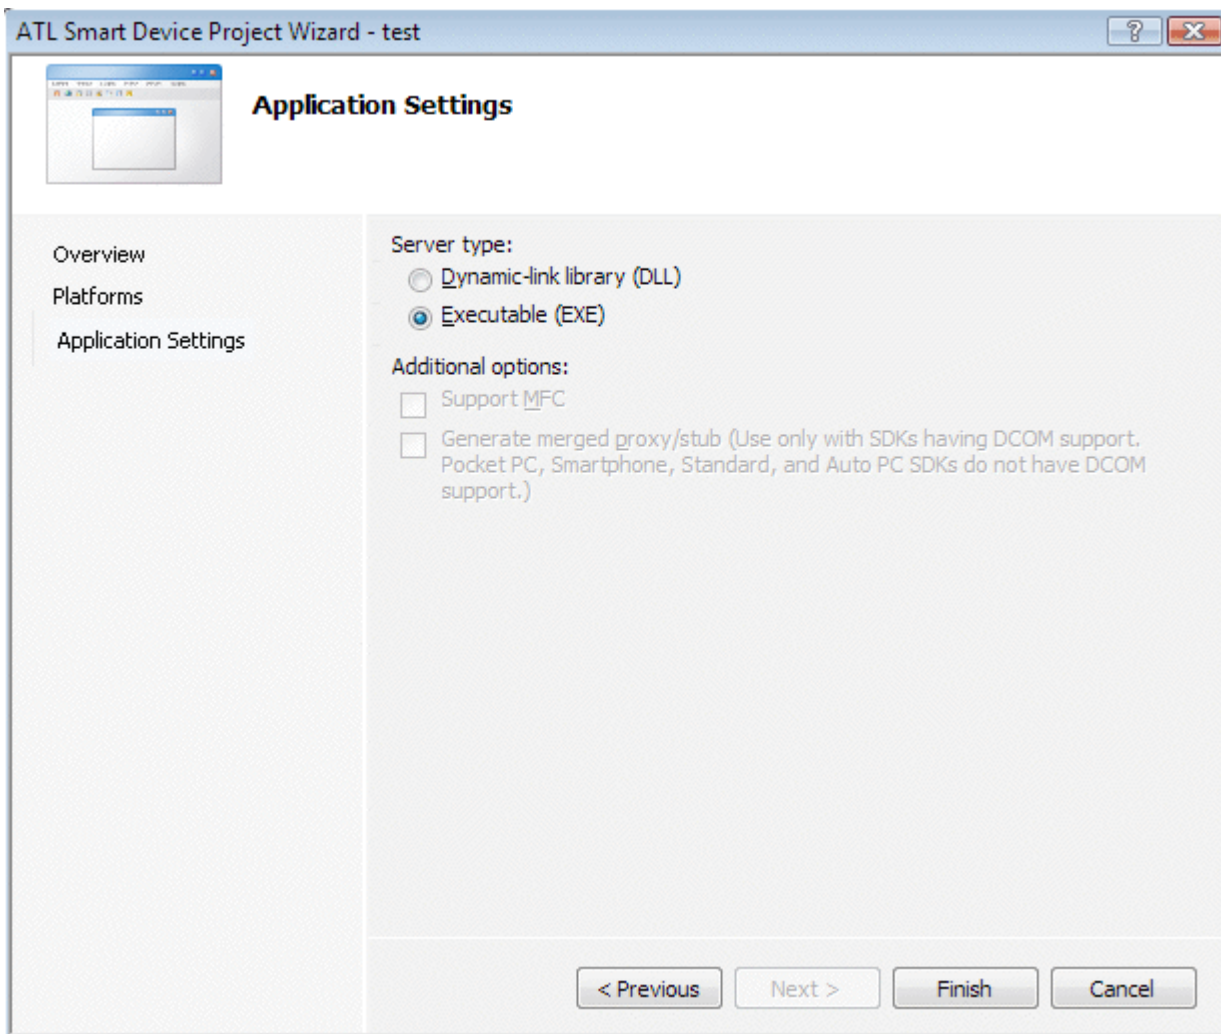 ATL Smart Device Project Wizard - test
Application Settings
Overview
Platforms
Application Settings
Server type:
Dynamic-link library (DLL)
Executable (EXE)
Additional options:
Support MFC
Generate merged proxy/stub (Use only with SDKs having DCOM support.
Pocket PC, Smartphone, Standard, and Auto PC SDKs do not have DCOM
support.)
< Previous
Next >
Finish
Cancel